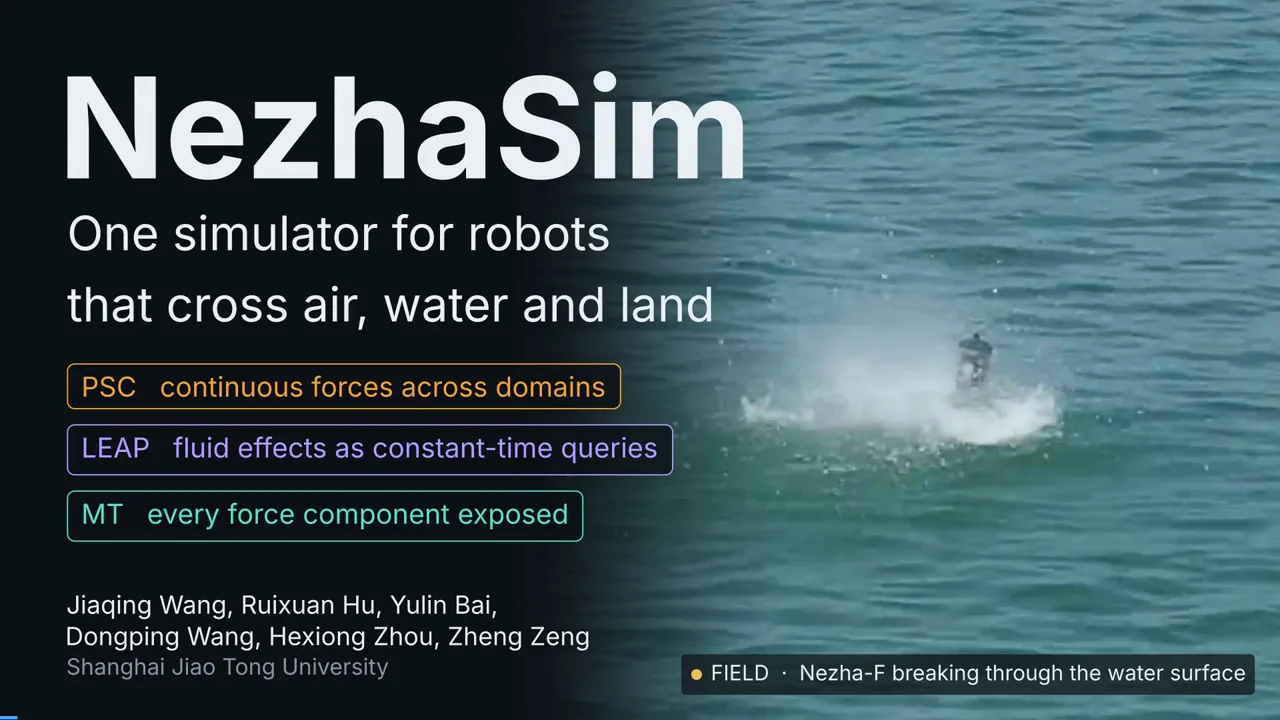 NezhaSim
One simulator for robots
that cross air, water and land
PSC continuous forces across domains
LEAP fluid effects as constant-time queries
MT every force component exposed
Jiaqing Wang, Ruixuan Hu, Yulin Bai,
Dongping Wang, Hexiong Zhou, Zheng Zeng
Shanghai Jiao Tong University
FIELD · Nezha-F breaking through the water surface